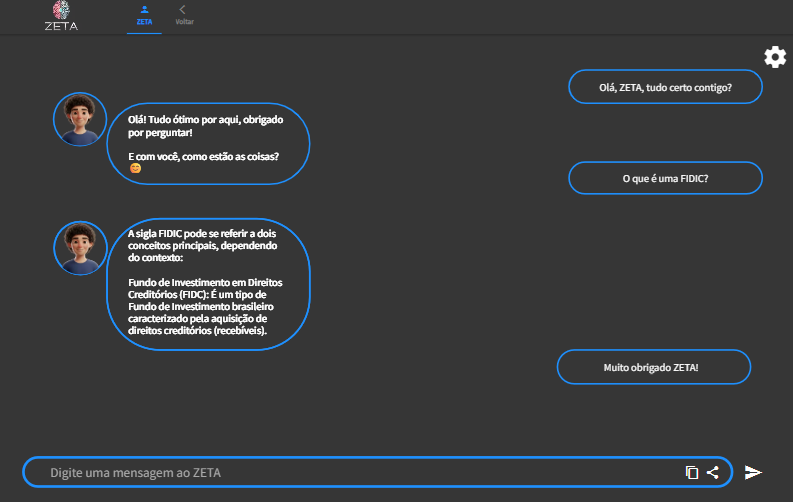 ZETA
ZETA
Voltar
Olá, ZETA, tudo certo contigo?
Olá! Tudo ótimo por aqui, obrigado
por perguntar!
E com você, como estão as coisas?
😊
O que é uma FIDIC?
A sigla FIDIC pode se referir a dois
conceitos principais, dependendo
do contexto:
Fundo de Investimento em Direitos
Creditórios (FIDC): É um tipo de
Fundo de Investimento brasileiro
caracterizado pela aquisição de
direitos creditórios (recebíveis).
Muito obrigado ZETA!
Digite uma mensagem ao ZETA